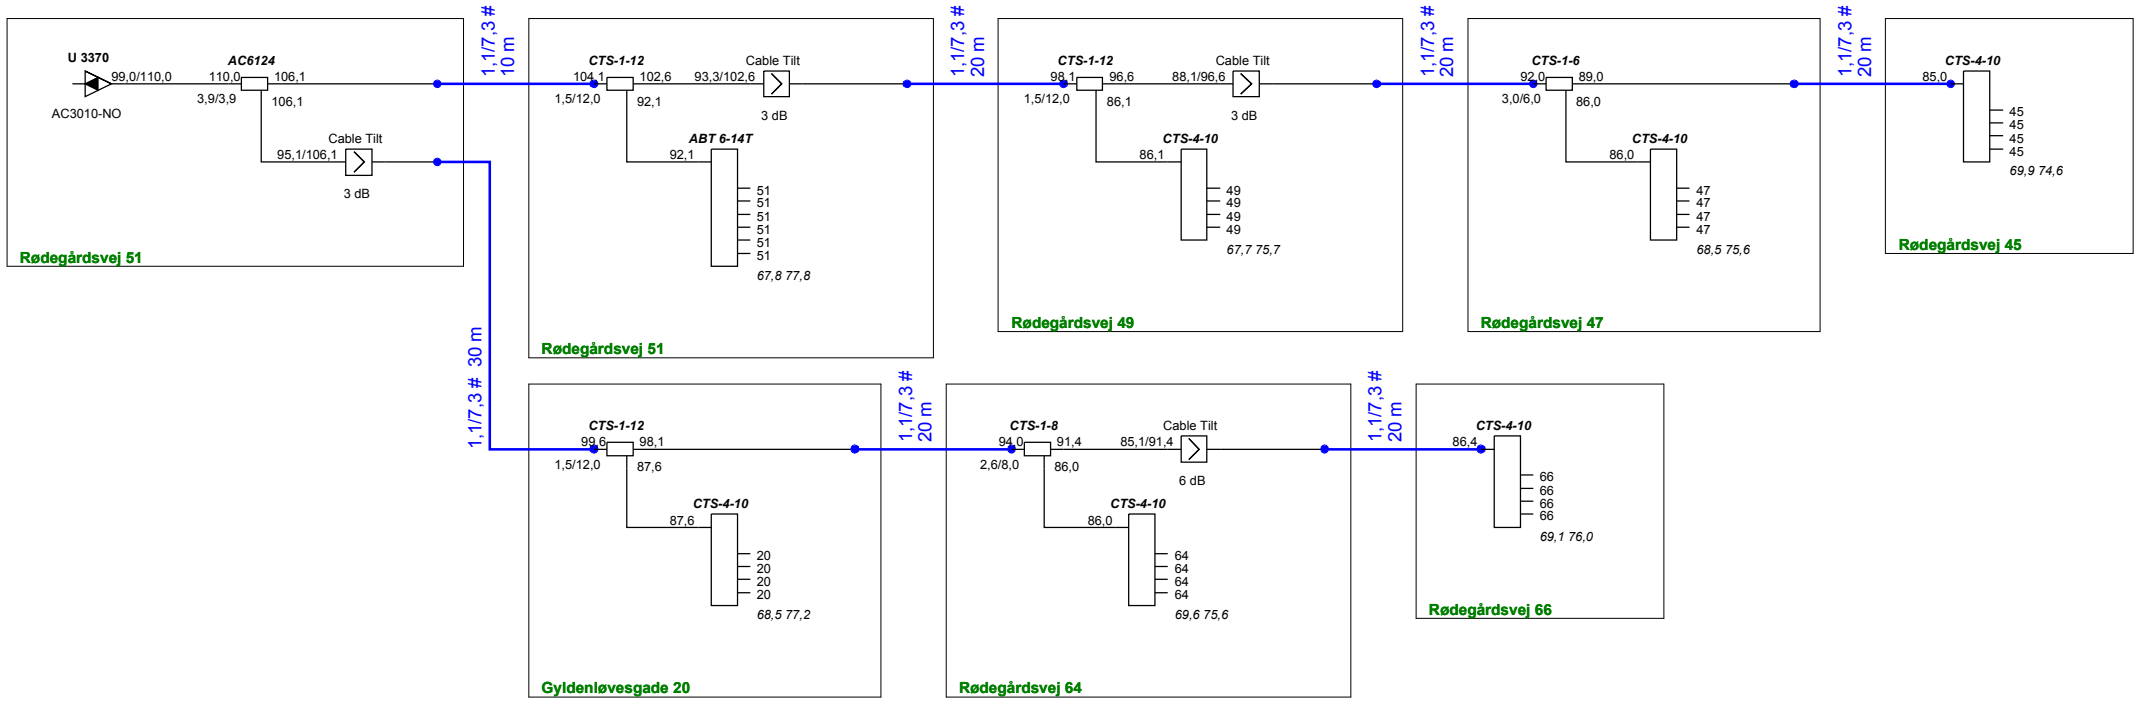 U 3370
99,0/110,0
AC3010-NO
AC6124
110,0
106,1
3,9/3,9
106,1
Cable Tilt
95,1/106,1
3 dB
Rødegårdsvej 51
1,1/7,3 #
10 m
CTS-1-12
104,1
102,6
1,5/12,0
92,1
93,3/102,6
Cable Tilt
3 dB
ABT 6-14T
92,1
51
51
51
51
51
51
67,8 77,8
Rødegårdsvej 51
1,1/7,3 #
20 m
CTS-1-12
98,1
96,6
1,5/12,0
86,1
88,1/96,6
Cable Tilt
3 dB
CTS-4-10
86,1
49
49
49
49
67,7 75,7
Rødegårdsvej 49
1,1/7,3 #
20 m
CTS-1-6
92,0
89,0
3,0/6,0
86,0
CTS-4-10
86,0
47
47
47
47
68,5 75,6
Rødegårdsvej 47
1,1/7,3 #
20 m
CTS-4-10
85,0
45
45
45
45
69,9 74,6
Rødegårdsvej 45
1,1/7,3 # 30 m
CTS-1-12
99,6
98,1
1,5/12,0
87,6
CTS-4-10
87,6
20
20
20
20
68,5 77,2
Gyldenløvesgade 20
1,1/7,3 #
20 m
CTS-1-8
94,0
91,4
2,6/8,0
86,0
85,1/91,4
Cable Tilt
6 dB
CTS-4-10
86,0
64
64
64
64
69,6 75,6
Rødegårdsvej 64
1,1/7,3 #
20 m
CTS-4-10
86,4
66
66
66
66
69,1 76,0
Rødegårdsvej 66